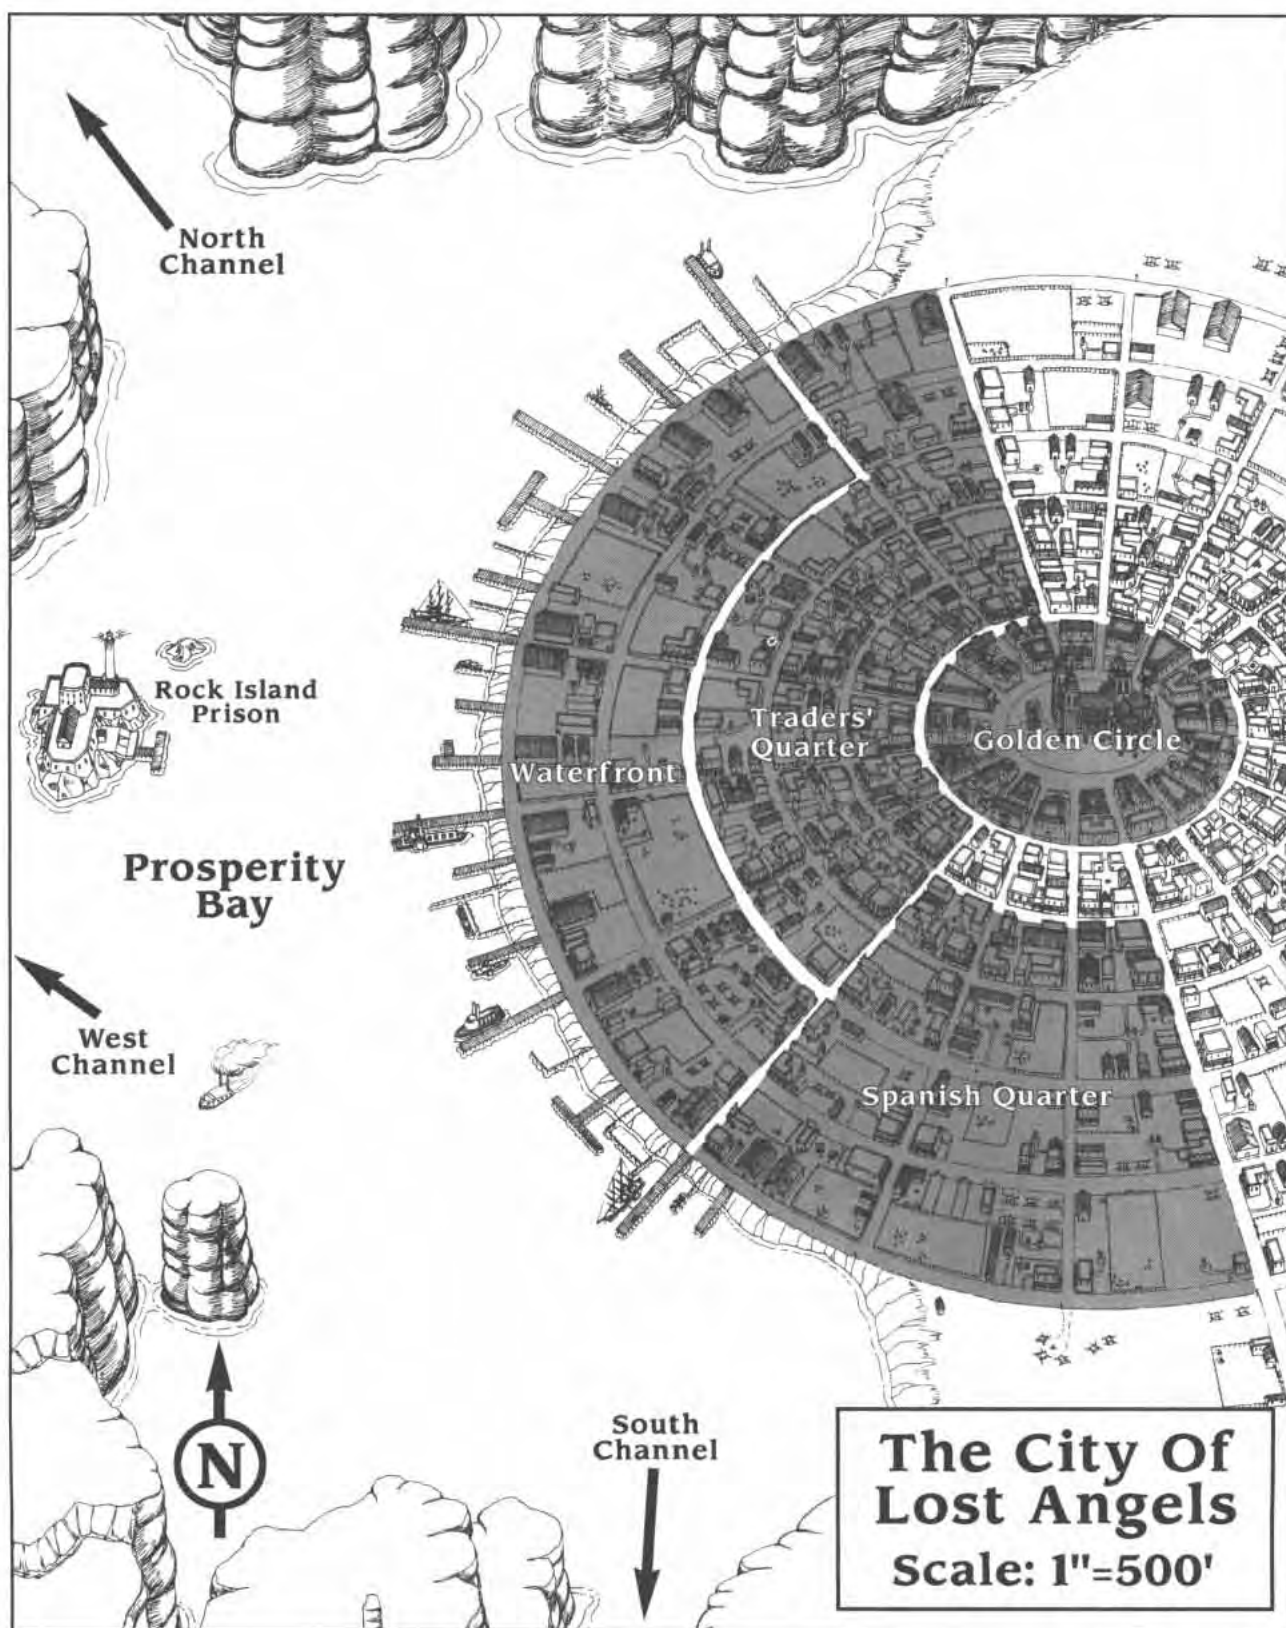 North
Channel
Rock Island
Prison
Traders'
Quarter
Golden Circle
Waterfront
Prosperity
Bay
West
Channel
Spanish Quarter
N
South
Channel
The City Of
Lost Angels
Scale: 1"=500'